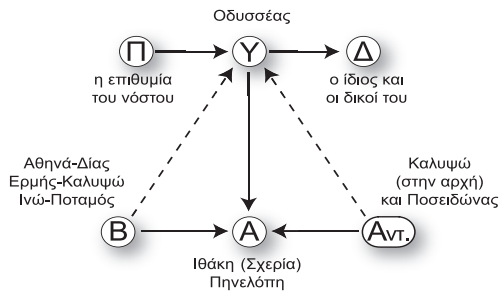 Οδυσσέας
Π Υ Δ
η επιθυμία
του νόστου
ο ίδιος και
οι δικοί του
Αθηνά-Δίας
Ερμής-Καλυψώ
Ινώ-Ποταμός
Καλυψώ
(στην αρχή)
και Ποσειδώνας
Β Α Αντ.
Ιθάκη (Σχερία)
Πηνελόπη